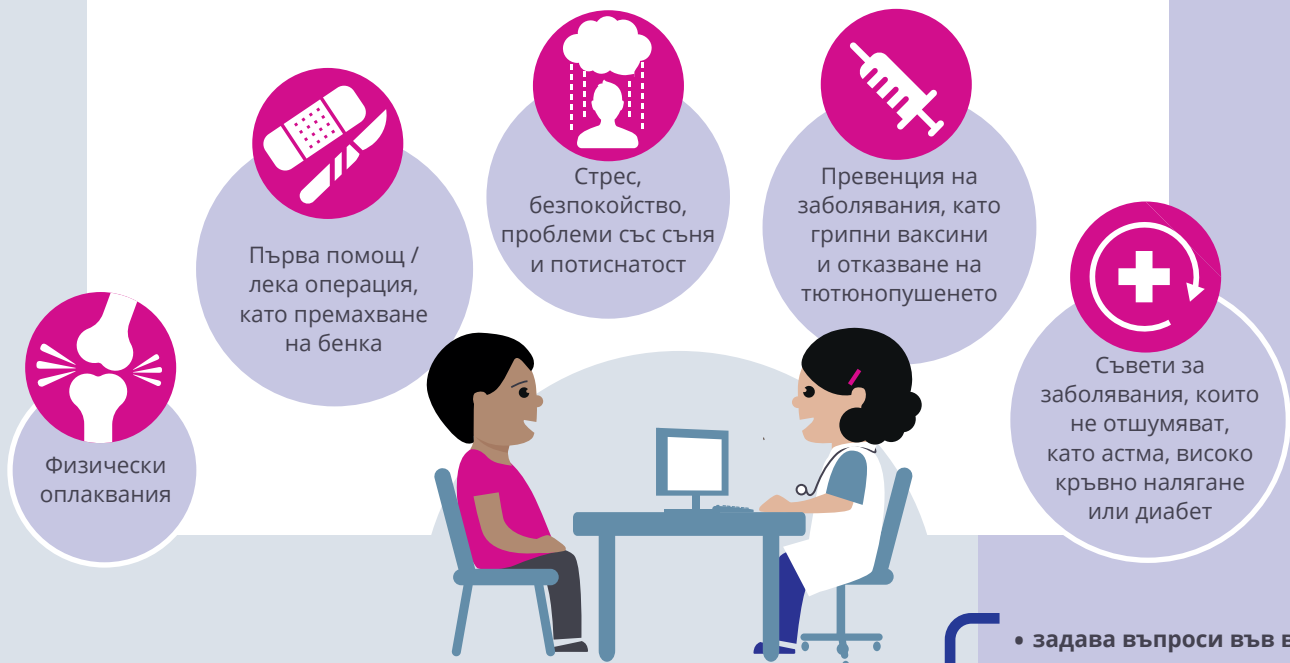 Физически
оплаквания
Първа помощ /
лека операция,
като премахване
на бенка
Стрес,
безпокойство,
проблеми със съня
и потиснатост
Превенция на
заболявания, като
грипни ваксини
и отказване на
тютюнопушенето
Съвети за
заболявания, които
не отшумяват,
като астма, високо
кръвно налягане
или диабет
• задава въпроси във